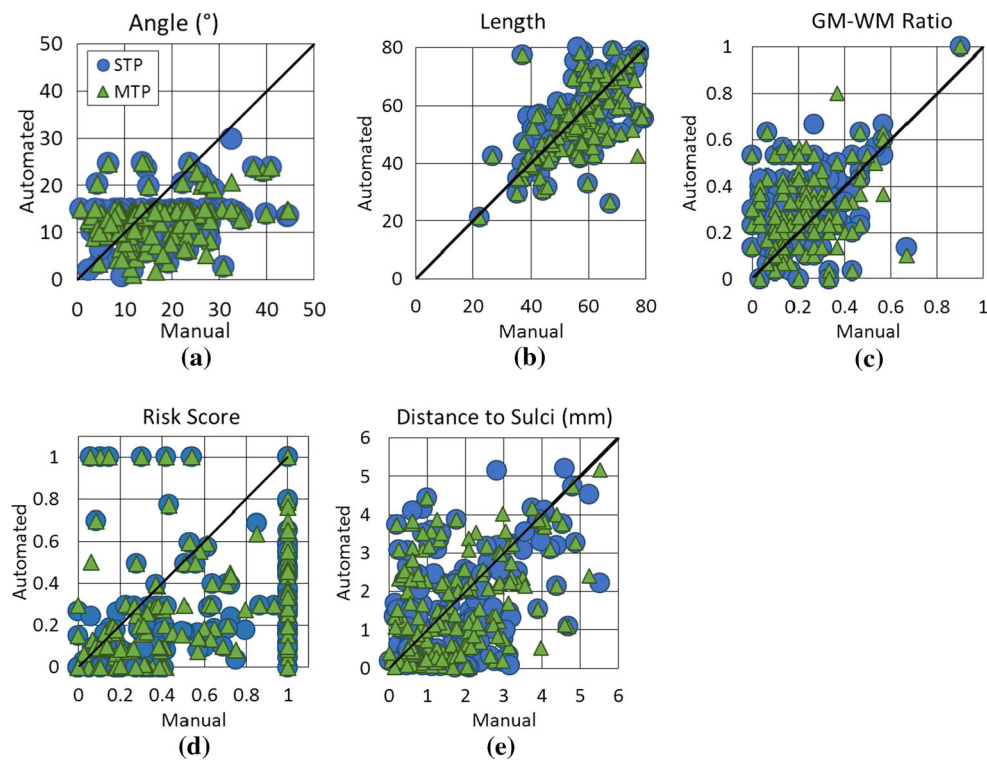 Angle (°)
50
40
30
20
10
0
Automated
STP
MTP
0 10 20 30 40 50
Manual
(a)
Length
80
60
40
20
0
Automated
0 20 40 60 80
Manual
(b)
GM-WM Ratio
1
0.8
0.6
0.4
0.2
0
Automated
0 0.2 0.4 0.6 0.8 1
Manual
(c)
Risk Score
1
0.8
0.6
0.4
0.2
0
Automated
0 0.2 0.4 0.6 0.8 1
Manual
(d)
Distance to Sulci (mm)
6
5
4
3
2
1
0
Automated
0 1 2 3 4 5 6
Manual
(e)